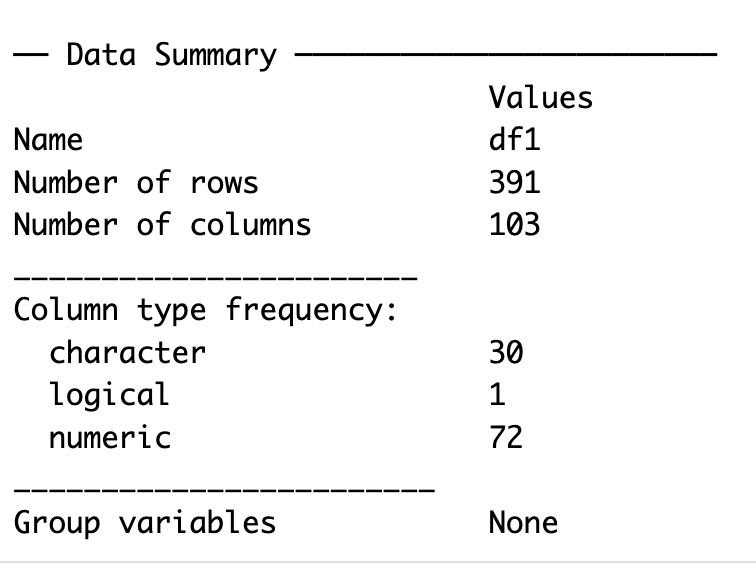 ── Data Summary ────────────────────────
Values
Name df1
Number of rows 391
Number of columns 103
_______________________
Column type frequency:
character 30
logical 1
numeric 72
________________________
Group variables None